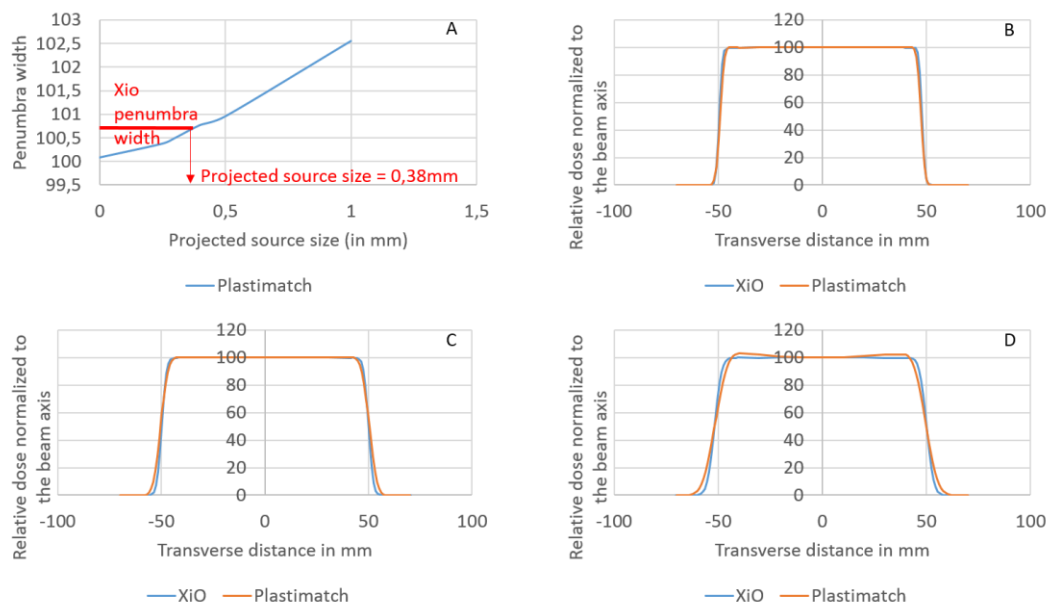 A
103
102,5
102
101,5
101
100,5
100
99,5
Penumbra width
Xio
penumbra
width
Projected source size = 0,38mm
0
0,5
1
1,5
Projected source size (in mm)
Plastimatch
B
Relative dose normalized to
the beam axis
120
100
80
60
40
20
0
-100
-50
0
50
100
Transverse distance in mm
XiO
Plastimatch
C
Relative dose normalized to
the beam axis
120
100
80
60
40
20
0
-100
-50
0
50
100
Transverse distance in mm
XiO
Plastimatch
D
Relative dose normalized to
the beam axis
120
100
80
60
40
20
0
-100
-50
0
50
100
Transverse distance in mm
XiO
Plastimatch